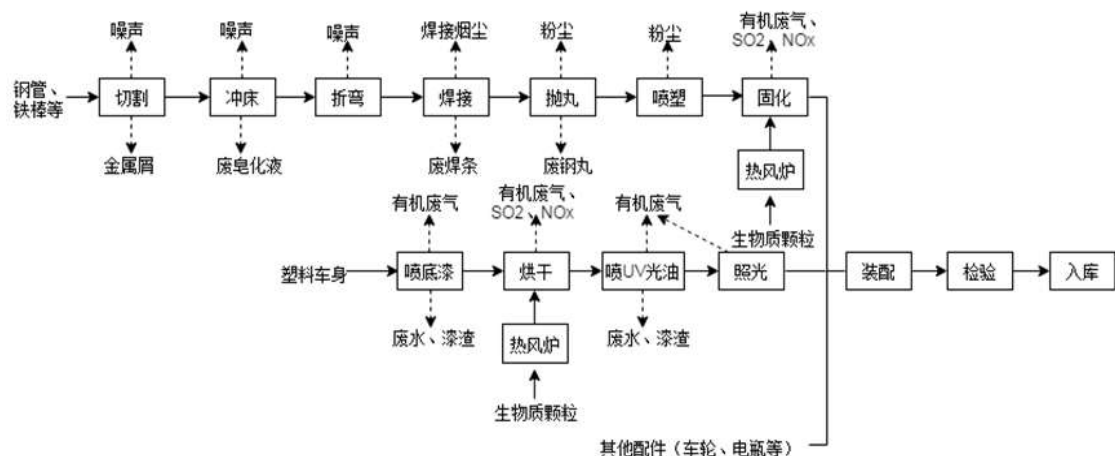 噪声
噪声
噪声
焊接烟尘
粉尘
粉尘
有机废气、
SO2、NOx
钢管、
铁棒等
切割
冲床
折弯
焊接
抛丸
喷塑
固化
金属屑
废皂化液
废焊条
废钢丸
热风炉
生物质颗粒
有机废气
有机废气、
SO2、NOx
有机废气
塑料车身
喷底漆
烘干
喷UV光油
照光
装配
检验
入库
废水、漆渣
热风炉
废水、漆渣
生物质颗粒
其他配件（车轮、电瓶等）